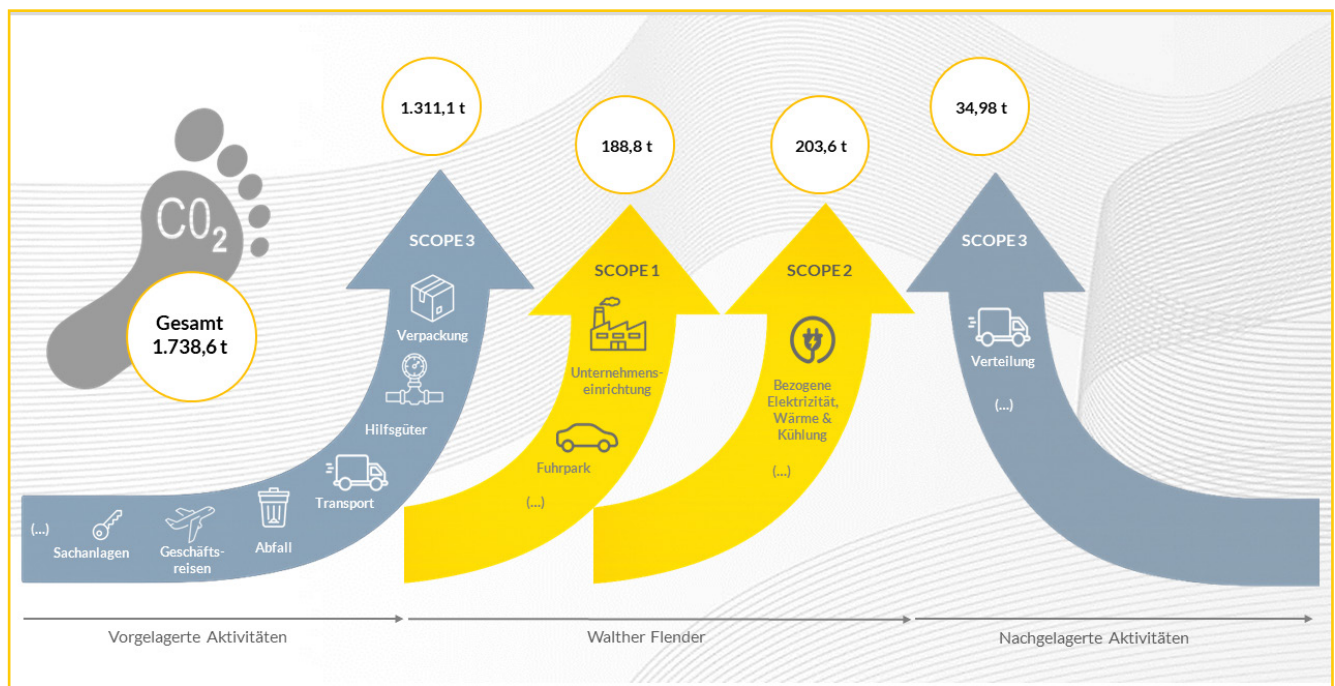 CO2
Gesamt
1.738,6 t
1.311,1 t
SCOPE 3
Verpackung
Hilfsgüter
Transport
Abfall
Geschäfts-
reisen
Sachanlagen
(...)
188,8 t
SCOPE 1
Unternehmens-
einrichtung
Fuhrpark
(...)
203,6 t
SCOPE 2
Bezogene
Elektrizität,
Wärme &
Kühlung
(...)
34,98 t
SCOPE 3
Verteilung
(...)
Vorgelagerte Aktivitäten
Walther Flender
Nachgelagerte Aktivitäten